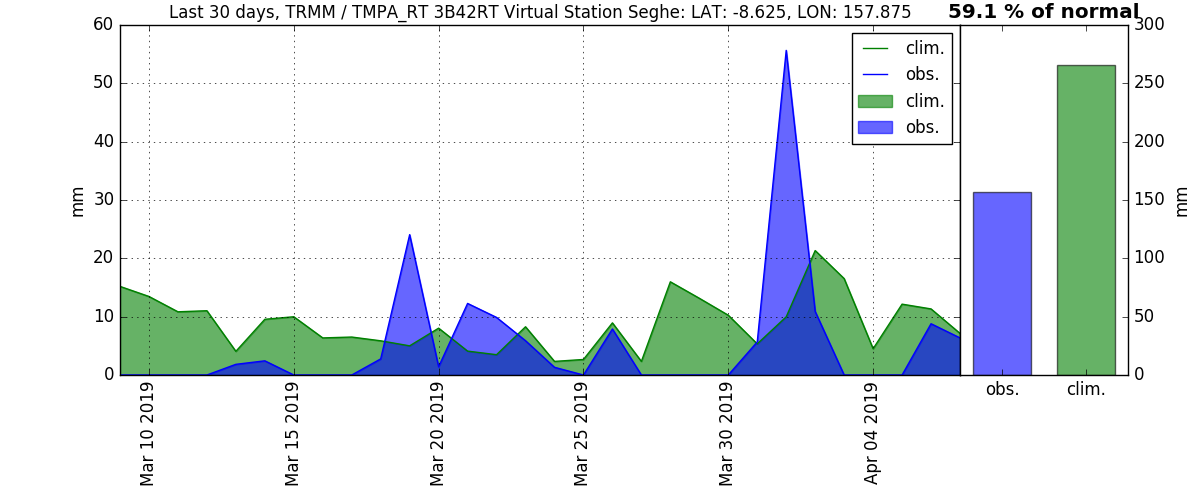 Last 30 days, TRMM / TMPA_RT 3B42RT Virtual Station Seghe: LAT: -8.625, LON: 157.875
59.1 % of normal
60
50
40
30
20
10
0
mm
clim.
obs.
clim.
obs.
Mar 10 2019
Mar 15 2019
Mar 20 2019
Mar 25 2019
Mar 30 2019
Apr 04 2019
300
250
200
150
100
50
0
mm
obs.
clim.